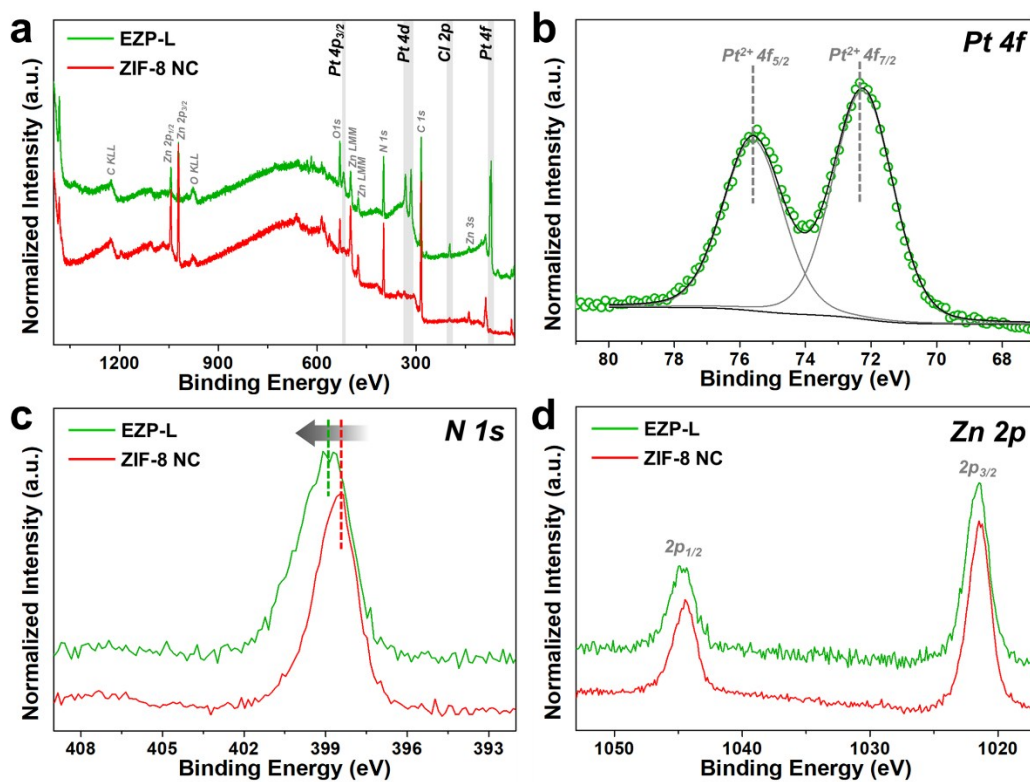 a
EZP-L
ZIF-8 NC
Pt 4p3/2
Pt 4d
Cl 2p
Pt 4f
C KLL
Zn 2p1/2
Zn 2p3/2
O KLL
O1s
Zn LMM
Zn LMM
N 1s
C 1s
Zn 3s
Normalized Intensity (a.u.)
1200 900 600 300
Binding Energy (eV)
b
Pt 4f
Pt2+ 4f5/2
Pt2+ 4f7/2
Normalized Intensity (a.u.)
80 78 76 74 72 70 68
Binding Energy (eV)
c
EZP-L
ZIF-8 NC
N 1s
Normalized Intensity (a.u.)
408 405 402 399 396 393
Binding Energy (eV)
d
EZP-L
ZIF-8 NC
Zn 2p
2p3/2
2p1/2
Normalized Intensity (a.u.)
1050 1040 1030 1020
Binding Energy (eV)